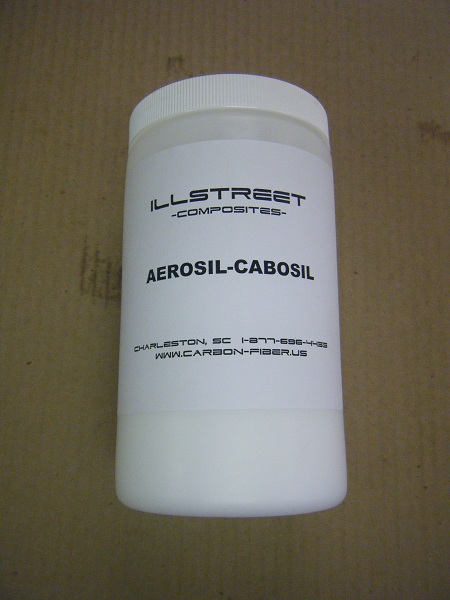 ILLSTREET
-COMPOSITES-
AEROSIL-CABOSIL
CHARLESTON, SC
WWW.CARBON-FIBER.US